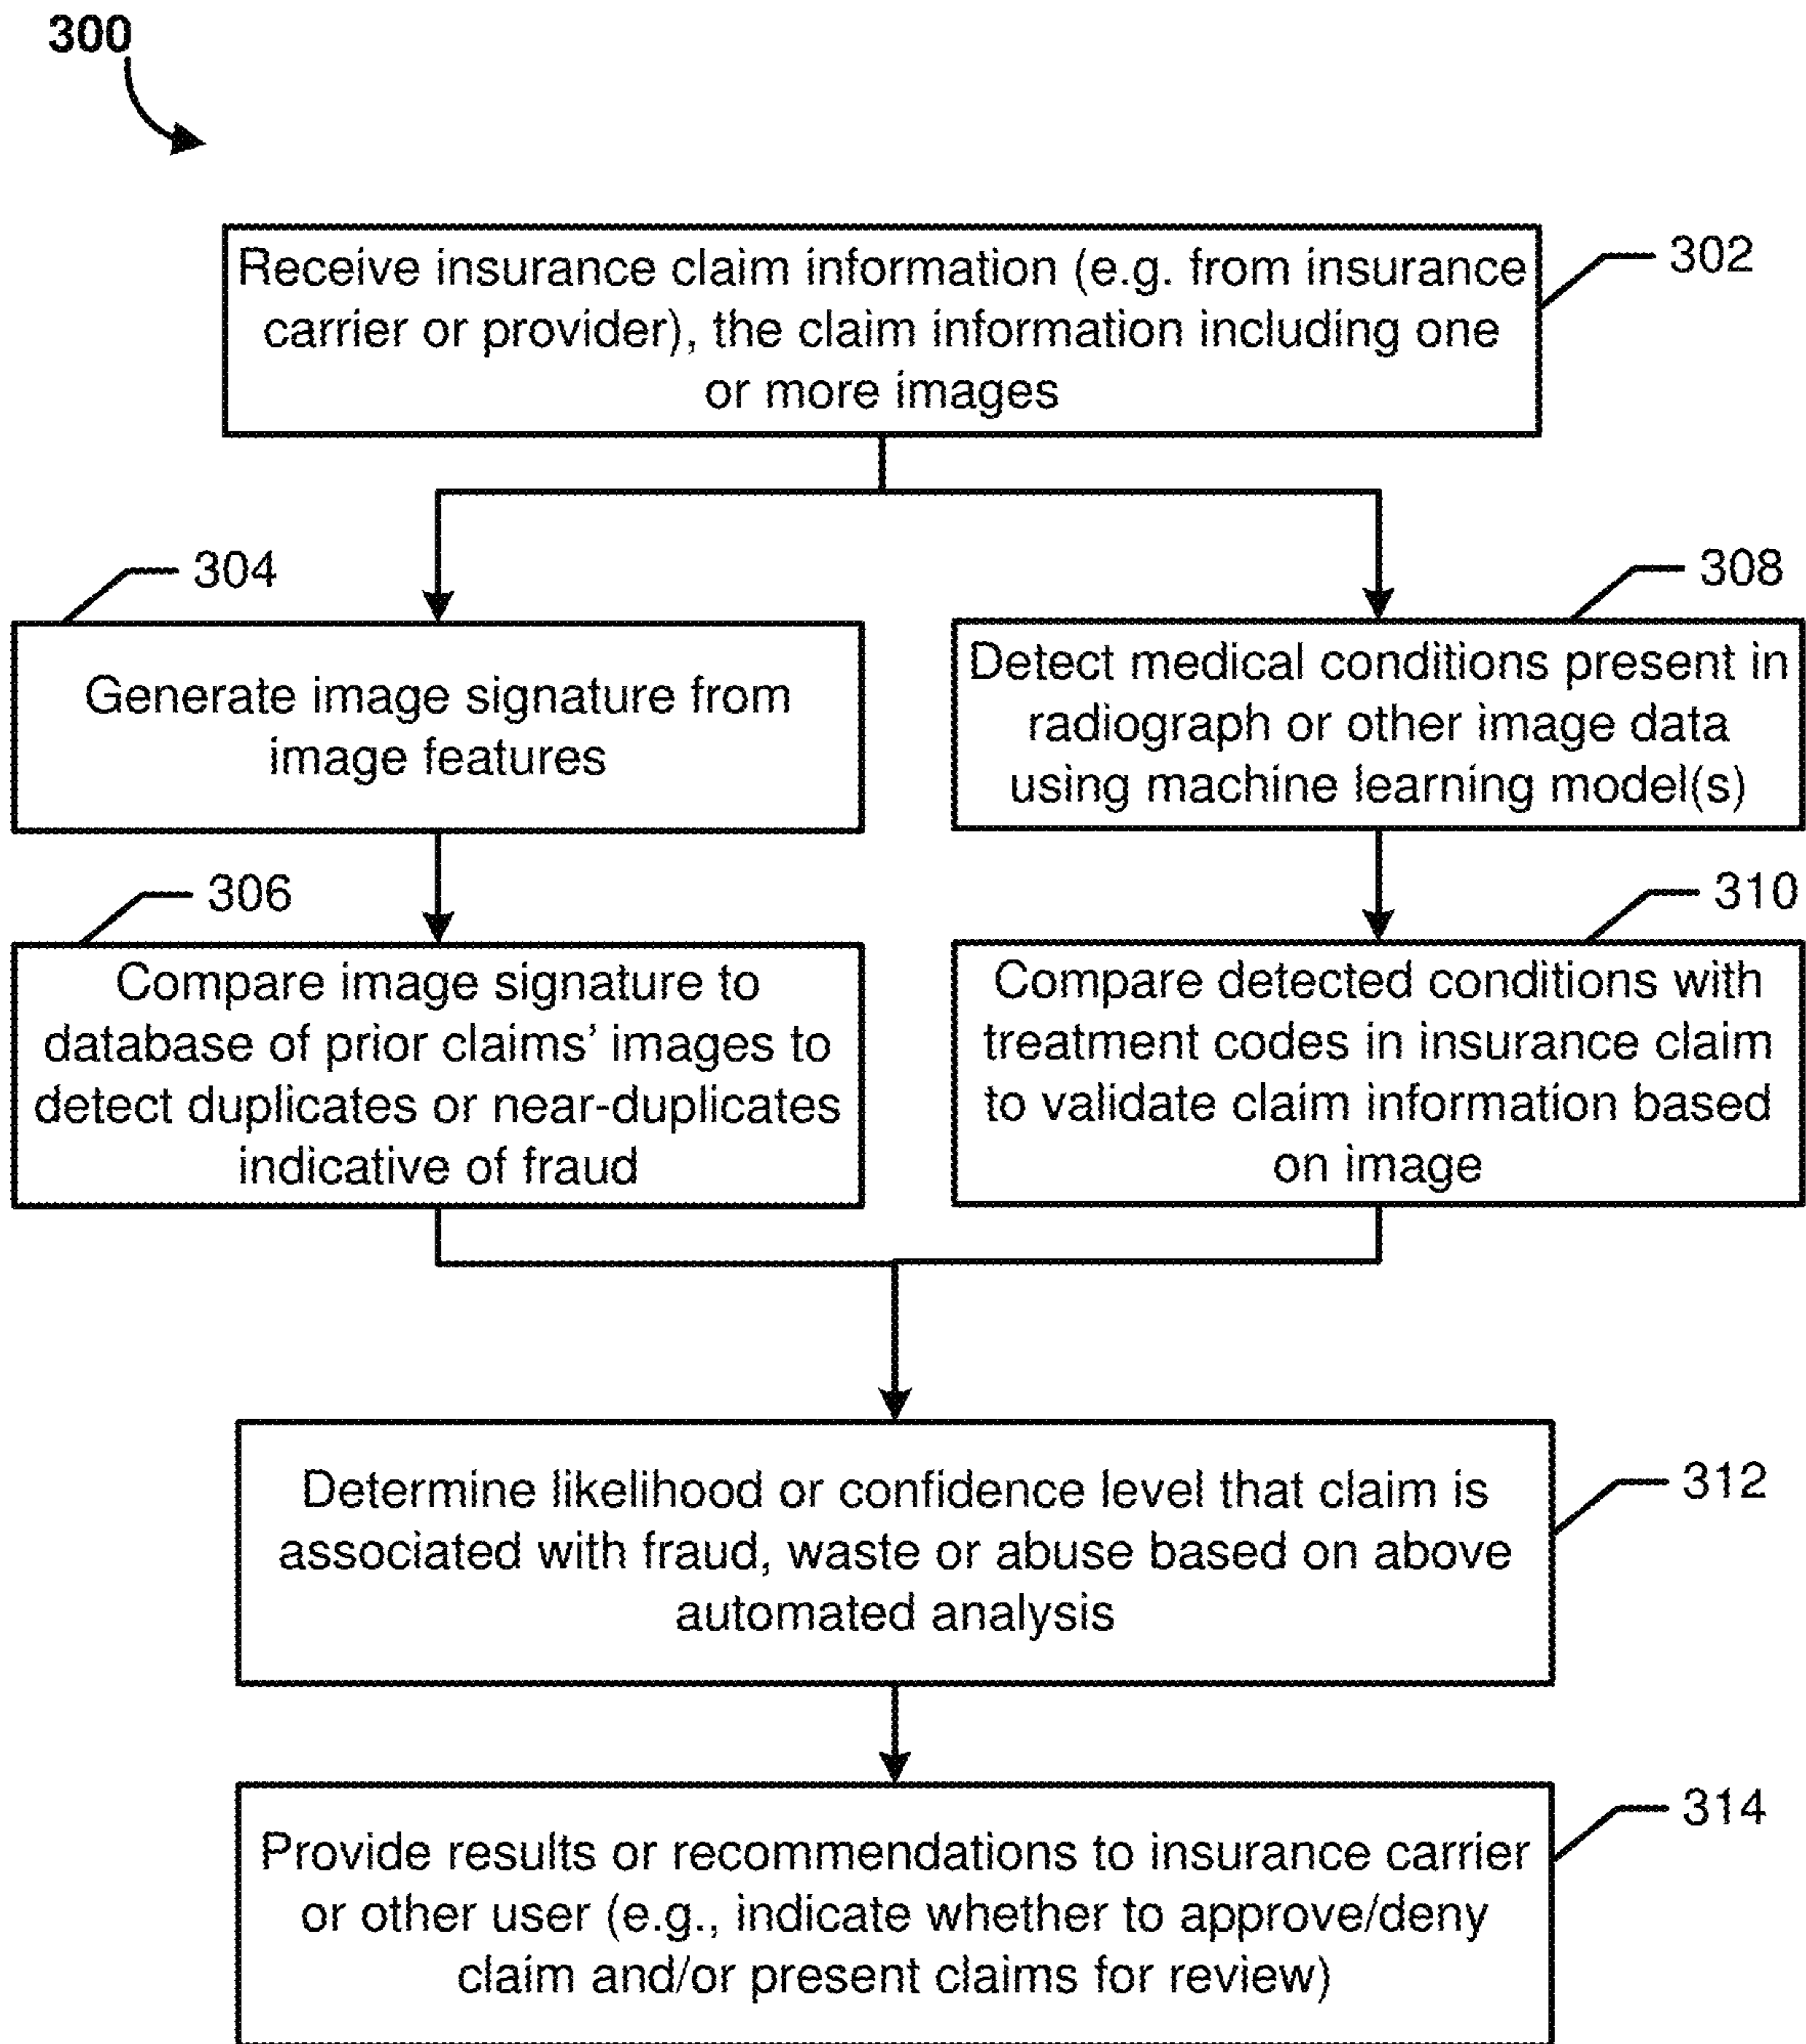 300
Receive insurance claim information (e.g. from insurance
carrier or provider), the claim information including one
or more images
302
304
Generate image signature from
image features
308
Detect medical conditions present in
radiograph or other image data
using machine learning model(s)
306
Compare image signature to
database of prior claims’ images to
detect duplicates or near-duplicates
indicative of fraud
310
Compare detected conditions with
treatment codes in insurance claim
to validate claim information based
on image
Determine likelihood or confidence level that claim is
associated with fraud, waste or abuse based on above
automated analysis
312
Provide results or recommendations to insurance carrier
or other user (e.g., indicate whether to approve/deny
claim and/or present claims for review)
314